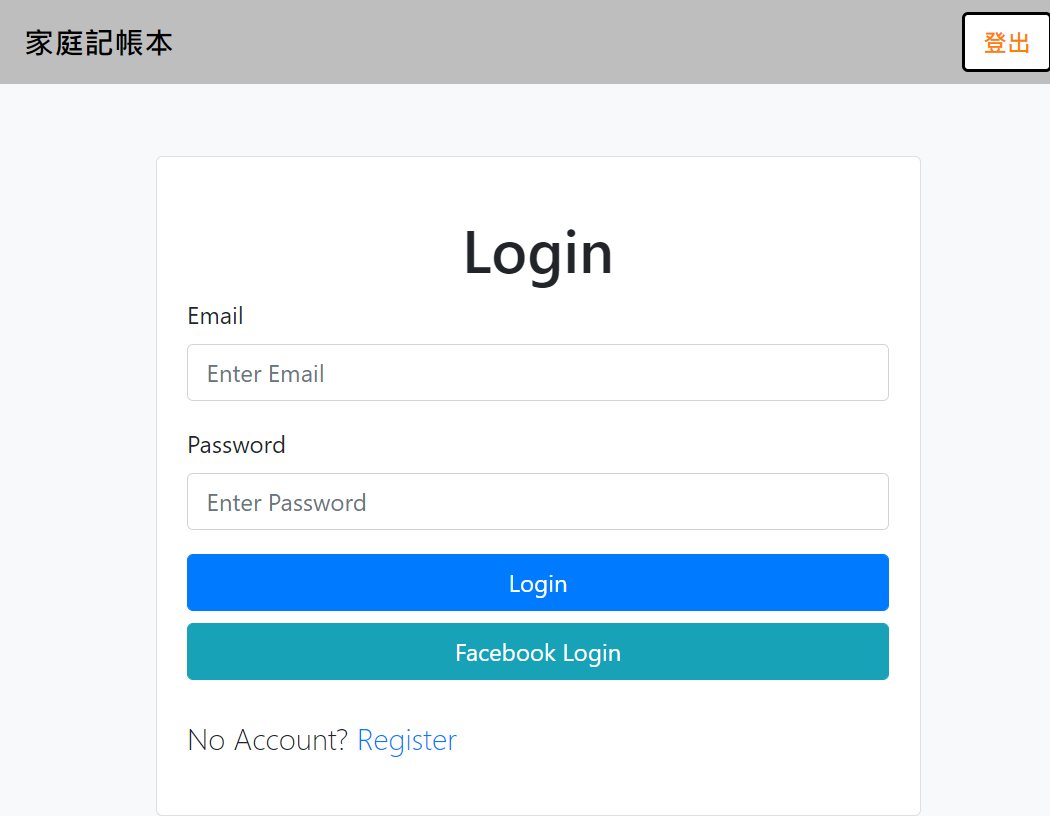 家庭記帳本
登出
Login
Email
Enter Email
Password
Enter Password
Login
Facebook Login
No Account? Register